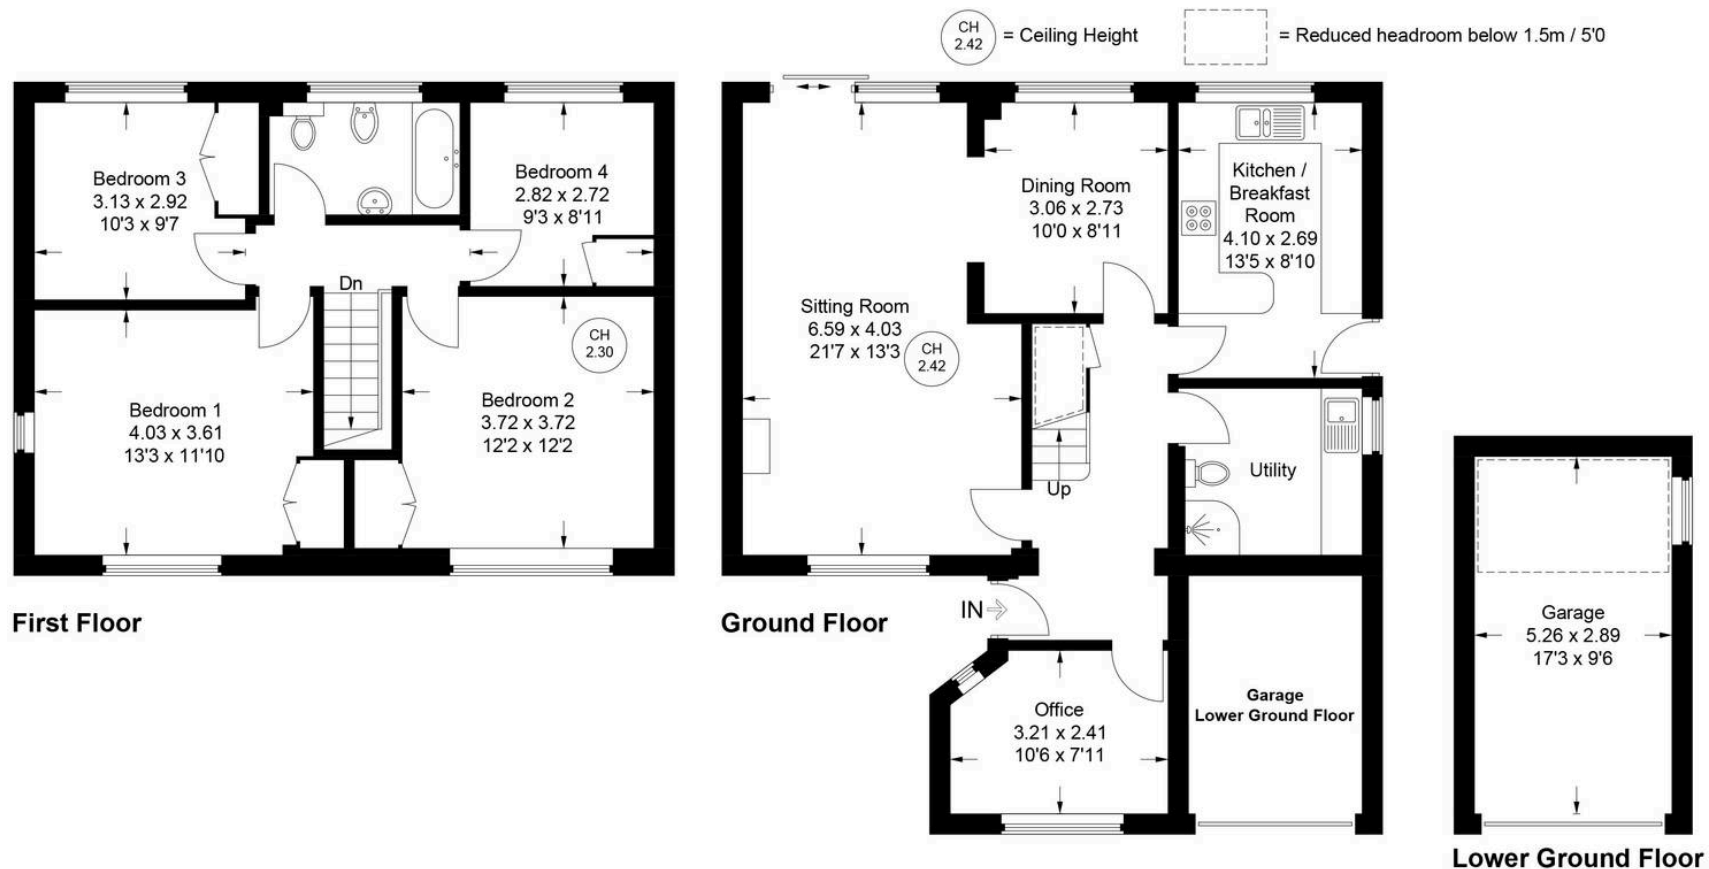 CH
2.42
= Ceiling Height
= Reduced headroom below 1.5m / 5'0
Bedroom 3
3.13 x 2.92
10'3 x 9'7
Bedroom 4
2.82 x 2.72
9'3 x 8'11
Dn
CH
2.30
Bedroom 1
4.03 x 3.61
13'3 x 11'10
Bedroom 2
3.72 x 3.72
12'2 x 12'2
First Floor
Dining Room
3.06 x 2.73
10'0 x 8'11
Kitchen /
Breakfast
Room
4.10 x 2.69
13'5 x 8'10
Sitting Room
6.59 x 4.03
21'7 x 13'3
CH
2.42
Up
Utility
IN
Ground Floor
Office
3.21 x 2.41
10'6 x 7'11
Garage
Lower Ground Floor
Garage
5.26 x 2.89
17'3 x 9'6
Lower Ground Floor